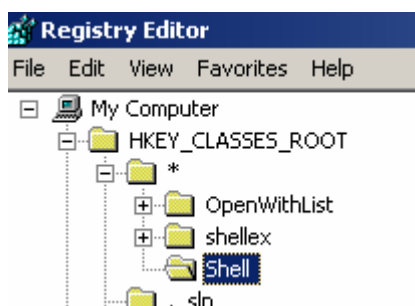 Registry Editor
File Edit View Favorites Help
My Computer
HKEY_CLASSES_ROOT
*
OpenWithList
shellex
Shell